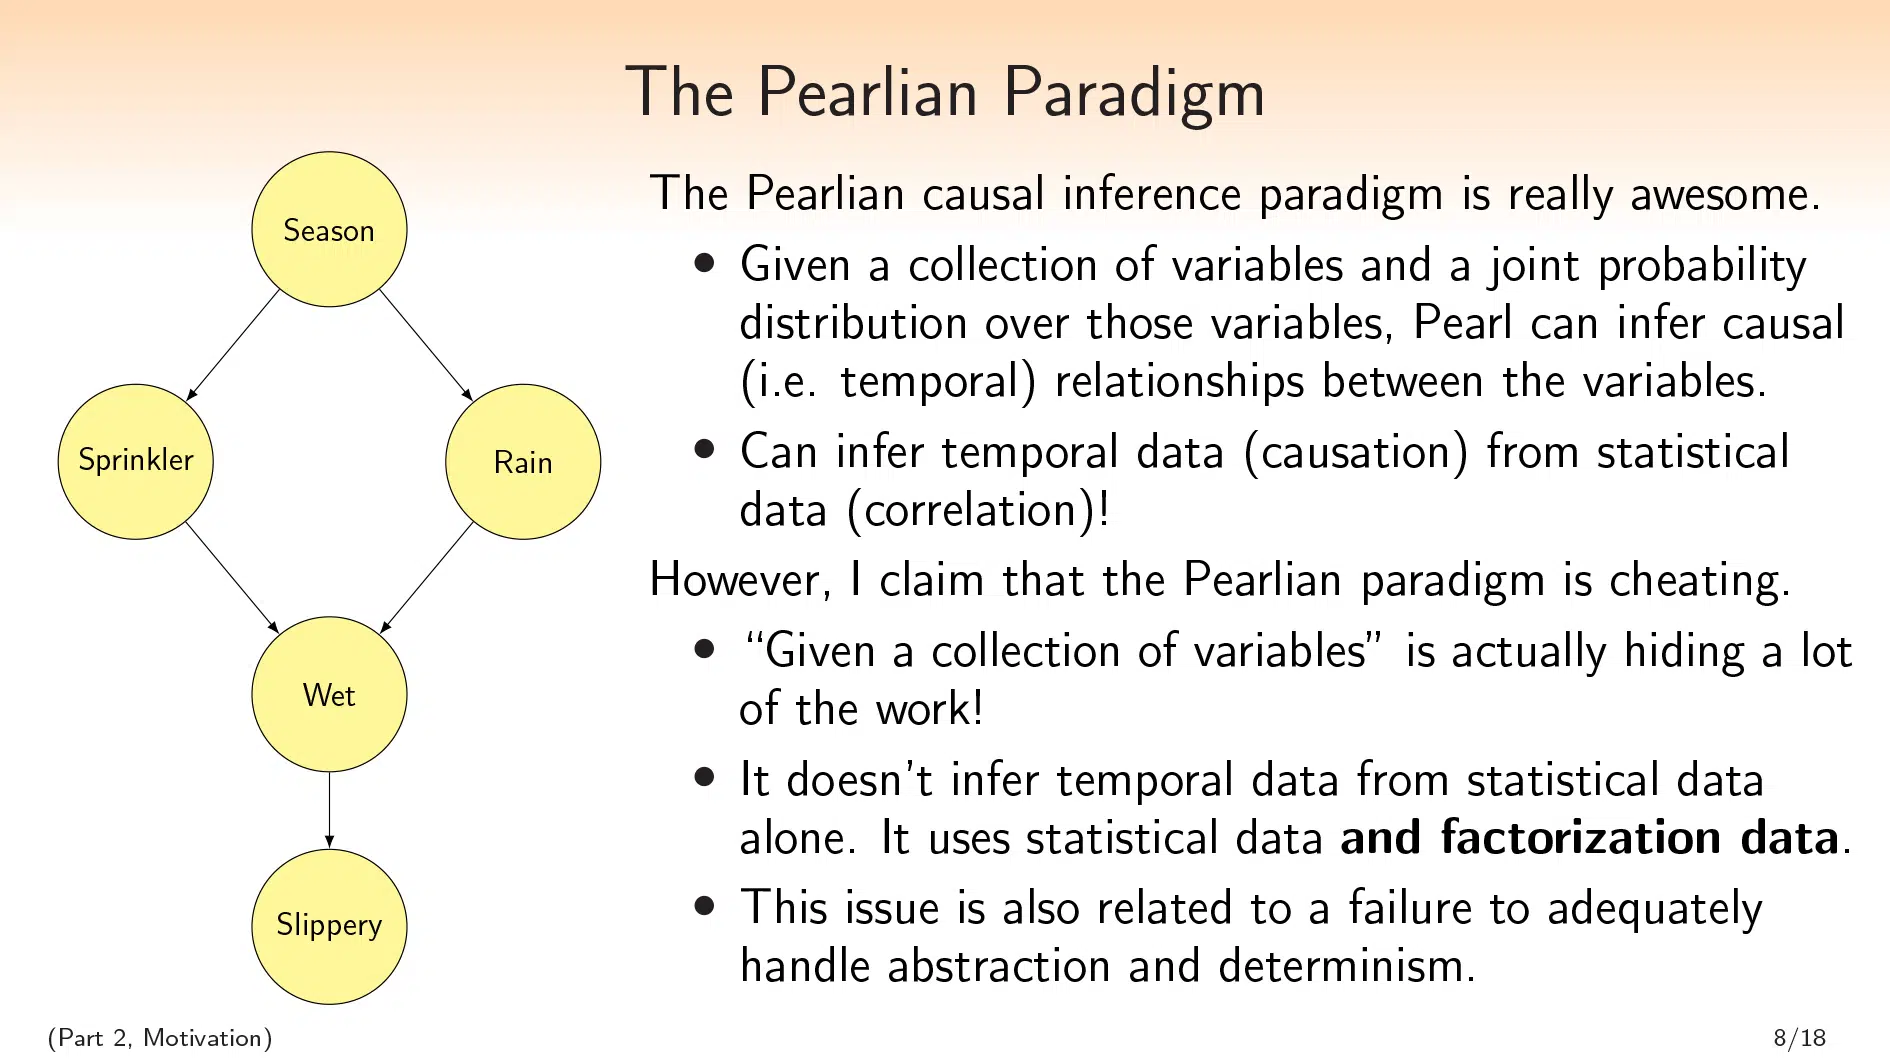 The Pearlian Paradigm
Season
Sprinkler
Rain
Wet
Slippery
The Pearlian causal inference paradigm is really awesome.
• Given a collection of variables and a joint probability
distribution over those variables, Pearl can infer causal
(i.e. temporal) relationships between the variables.
• Can infer temporal data (causation) from statistical
data (correlation)!
However, I claim that the Pearlian paradigm is cheating.
• “Given a collection of variables” is actually hiding a lot
of the work!
• It doesn’t infer temporal data from statistical data
alone. It uses statistical data and factorization data.
• This issue is also related to a failure to adequately
handle abstraction and determinism.
(Part 2, Motivation)
8/18